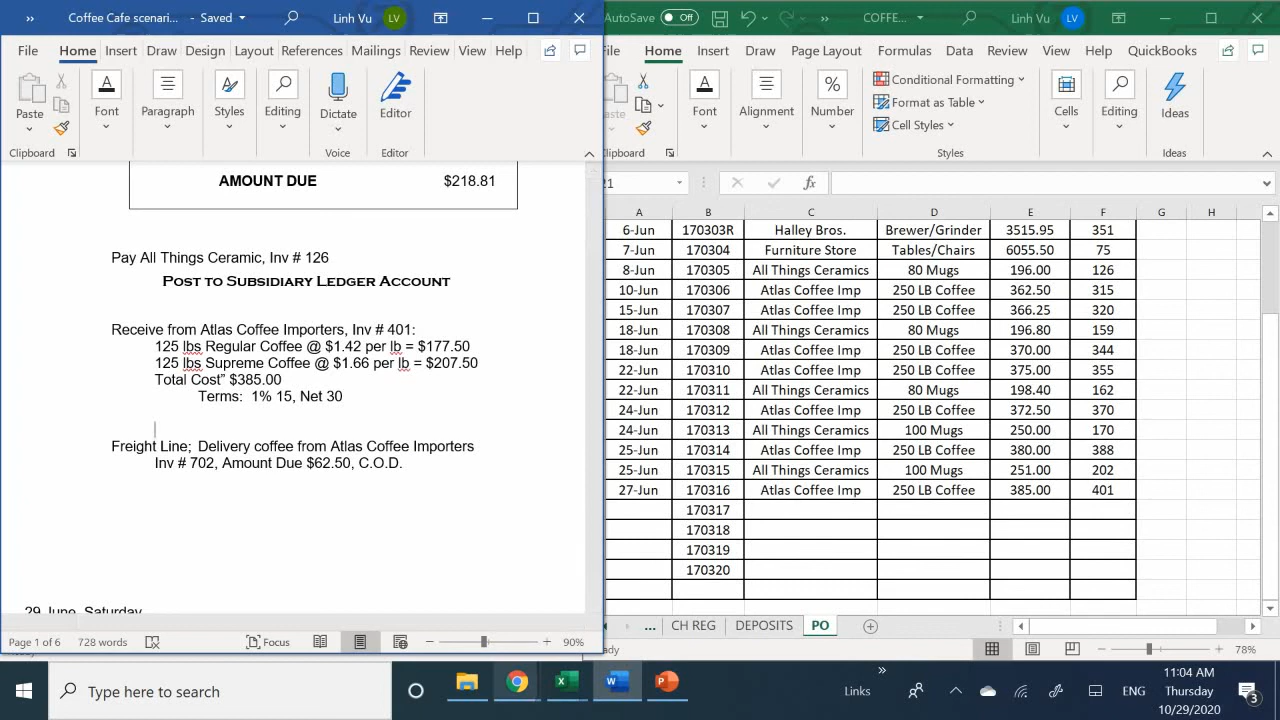 Coffee Cafe scenari... - Saved
Linh Vu LV
File Home Insert Draw Design Layout References Mailings Review View Help
Paste Font Paragraph Styles Editing Dictate Editor
Clipboard Voice Editor
AMOUNT DUE $218.81
Pay All Things Ceramic, Inv # 126
POST TO SUBSIDIARY LEDGER ACCOUNT
Receive from Atlas Coffee Importers, Inv # 401:
125 lbs Regular Coffee @ $1.42 per lb = $177.50
125 lbs Supreme Coffee @ $1.66 per lb = $207.50
Total Cost” $385.00
Terms: 1% 15, Net 30
Freight Line; Delivery coffee from Atlas Coffee Importers
Inv # 702, Amount Due $62.50, C.O.D.
29 June, Saturday
Page 1 of 6 728 words Focus 90%
AutoSave Off COFFE... Linh Vu LV
File Home Insert Draw Page Layout Formulas Data Review View Help QuickBooks
Paste Font Alignment Number Conditional Formatting Format as Table Cell Styles Cells Editing Ideas
lipboard Styles Ideas
21 fx
A B C D E F G H
6-Jun 170303R Halley Bros. Brewer/Grinder 3515.95 351
7-Jun 170304 Furniture Store Tables/Chairs 6055.50 75
8-Jun 170305 All Things Ceramics 80 Mugs 196.00 126
10-Jun 170306 Atlas Coffee Imp 250 LB Coffee 362.50 315
15-Jun 170307 Atlas Coffee Imp 250 LB Coffee 366.25 320
18-Jun 170308 All Things Ceramics 80 Mugs 196.80 159
18-Jun 170309 Atlas Coffee Imp 250 LB Coffee 370.00 344
22-Jun 170310 Atlas Coffee Imp 250 LB Coffee 375.00 355
22-Jun 170311 All Things Ceramics 80 Mugs 198.40 162
24-Jun 170312 Atlas Coffee Imp 250 LB Coffee 372.50 370
24-Jun 170313 All Things Ceramics 100 Mugs 250.00 170
25-Jun 170314 Atlas Coffee Imp 250 LB Coffee 380.00 388
25-Jun 170315 All Things Ceramics 100 Mugs 251.00 202
27-Jun 170316 Atlas Coffee Imp 250 LB Coffee 385.00 401
170317
170318
170319
170320
... CH REG DEPOSITS PO
ady 78%
Type here to search
Links ENG
11:04 AM
Thursday
10/29/2020
3